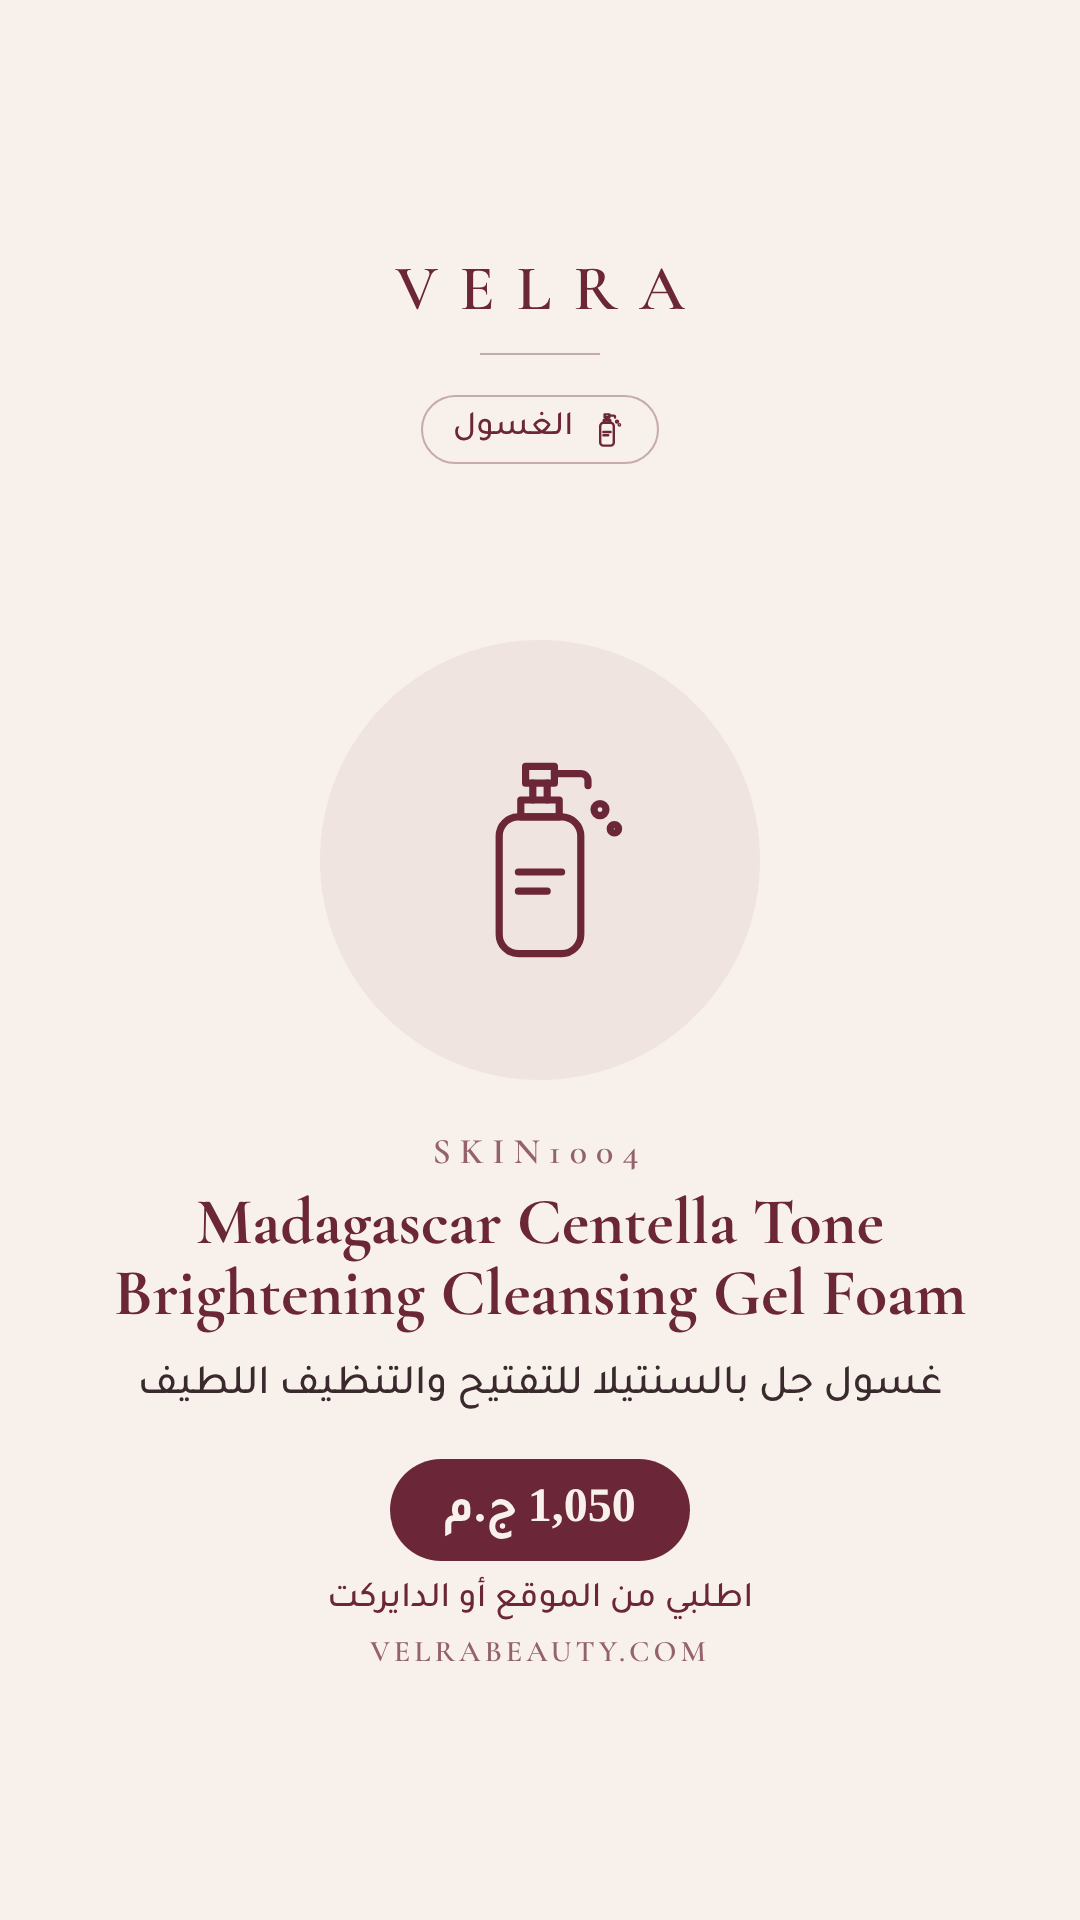 VELRA
الغسول
SKIN1004
Madagascar Centella Tone
Brightening Cleansing Gel Foam
غسول جل بالسنتيلا للتفتيح والتنظيف اللطيف
1,050 ج.م
اطلبي من الموقع أو الدايركت
VELRABEAUTY.COM